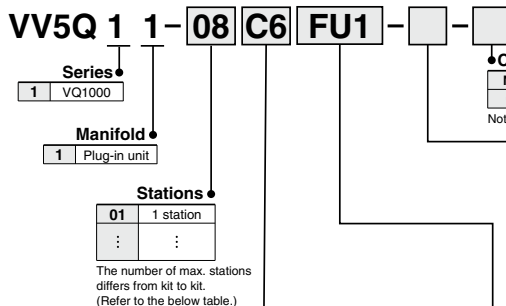 VV5Q 1 1 - 08 C6 FU1 - -
Series
1 VQ1000
Manifold
1 Plug-in unit
Stations
01 1 station
⋮ ⋮
The number of max. stations
differs from kit to kit.
(Refer to the below table.)